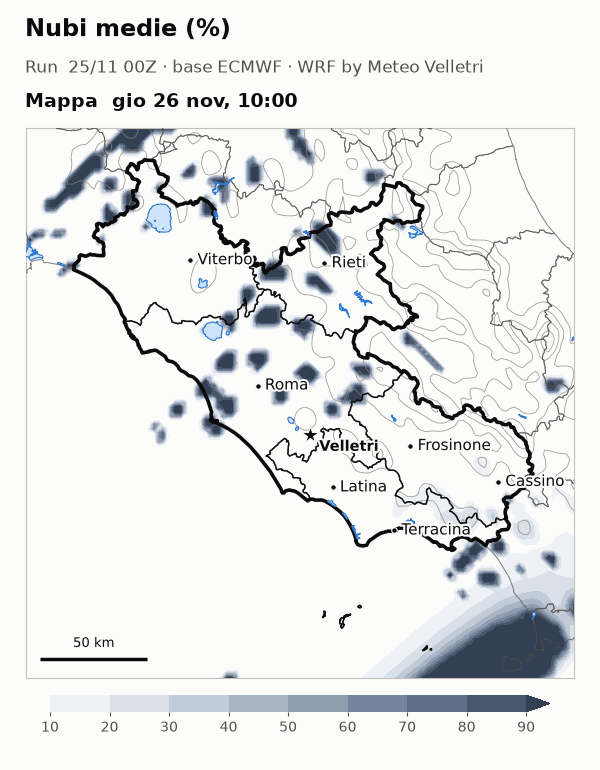 Nubi medie (%)
Run  25/11 00Z · base ECMWF · WRF by Meteo Velletri
Mappa  gio 26 nov, 10:00
Viterbo
Rieti
Roma
Velletri
Frosinone
Latina
Cassino
Terracina
50 km
10 20 30 40 50 60 70 80 90